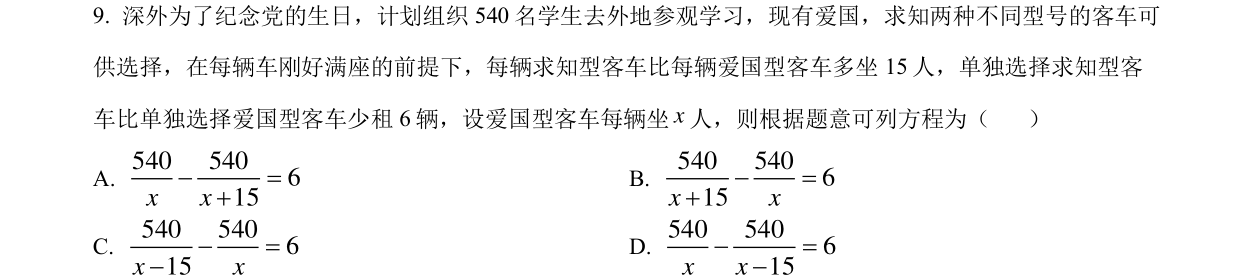 9. 深外为了纪念党的生日，计划组织 540 名学生去外地参观学习，现有爱国，求知两种不同型号的客车可
供选择，在每辆车刚好满座的前提下，每辆求知型客车比每辆爱国型客车多坐 15 人，单独选择求知型客
车比单独选择爱国型客车少租 6 辆，设爱国型客车每辆坐 x 人，则根据题意可列方程为（  ）
A. 540/x − 540/(x+15) = 6  B. 540/(x+15) − 540/x = 6
C. 540/(x−15) − 540/x = 6  D. 540/x − 540/(x−15) = 6